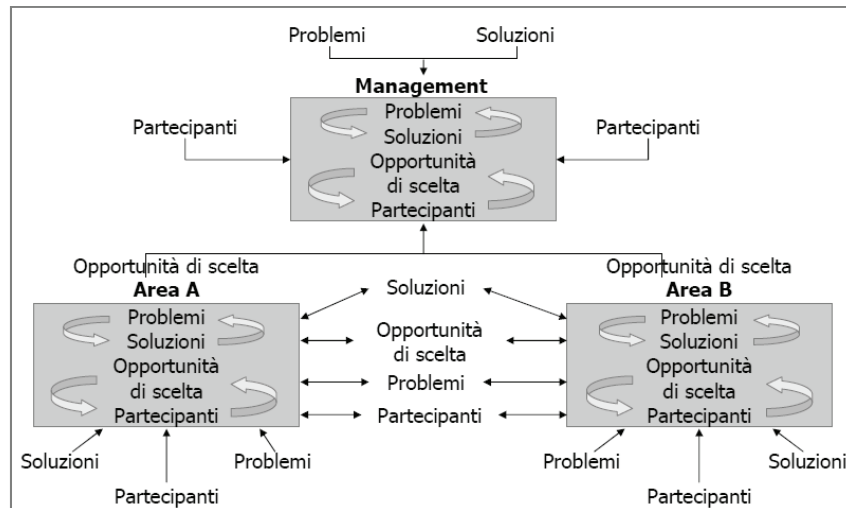 Problemi
Soluzioni
Management
Problemi
Soluzioni
Opportunità
di scelta
Partecipanti
Partecipanti
Partecipanti
Opportunità di scelta
Area A
Opportunità di scelta
Area B
Problemi
Soluzioni
Opportunità
di scelta
Partecipanti
Soluzioni
Opportunità
di scelta
Problemi
Partecipanti
Problemi
Soluzioni
Opportunità
di scelta
Partecipanti
Soluzioni
Problemi
Partecipanti
Problemi
Soluzioni
Partecipanti